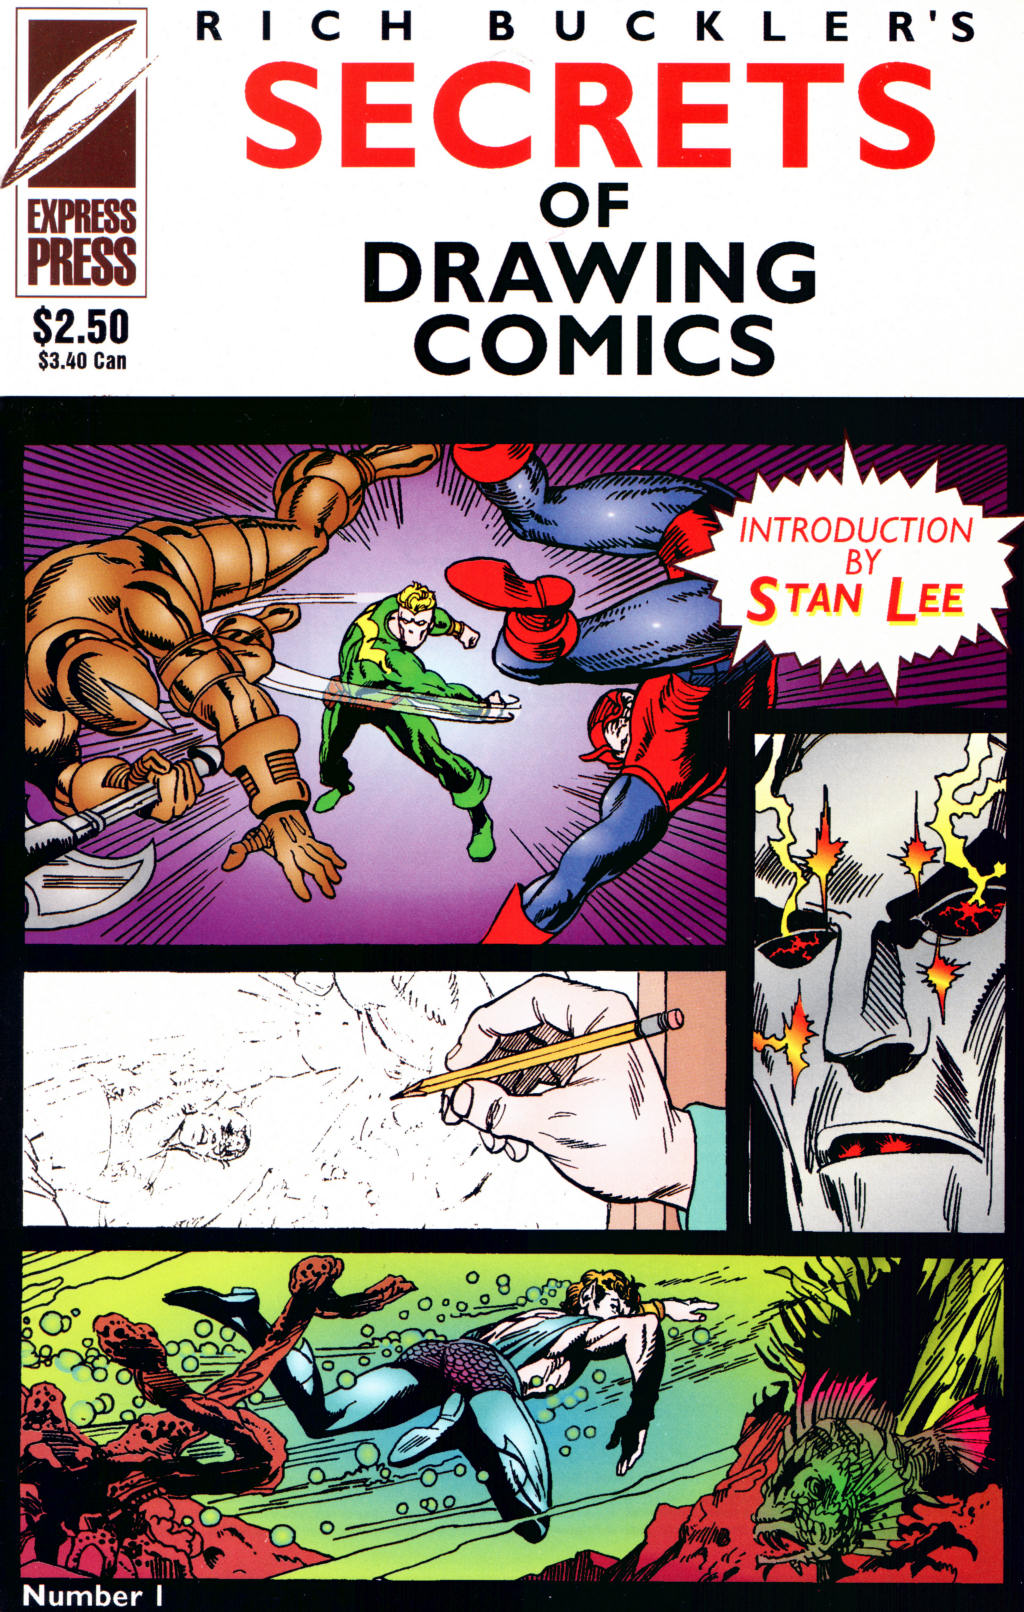 RICH BUCKLER'S
SECRETS
OF
DRAWING
COMICS
EXPRESS
PRESS
$2.50
$3.40 Can
INTRODUCTION
BY
STAN LEE
Number 1